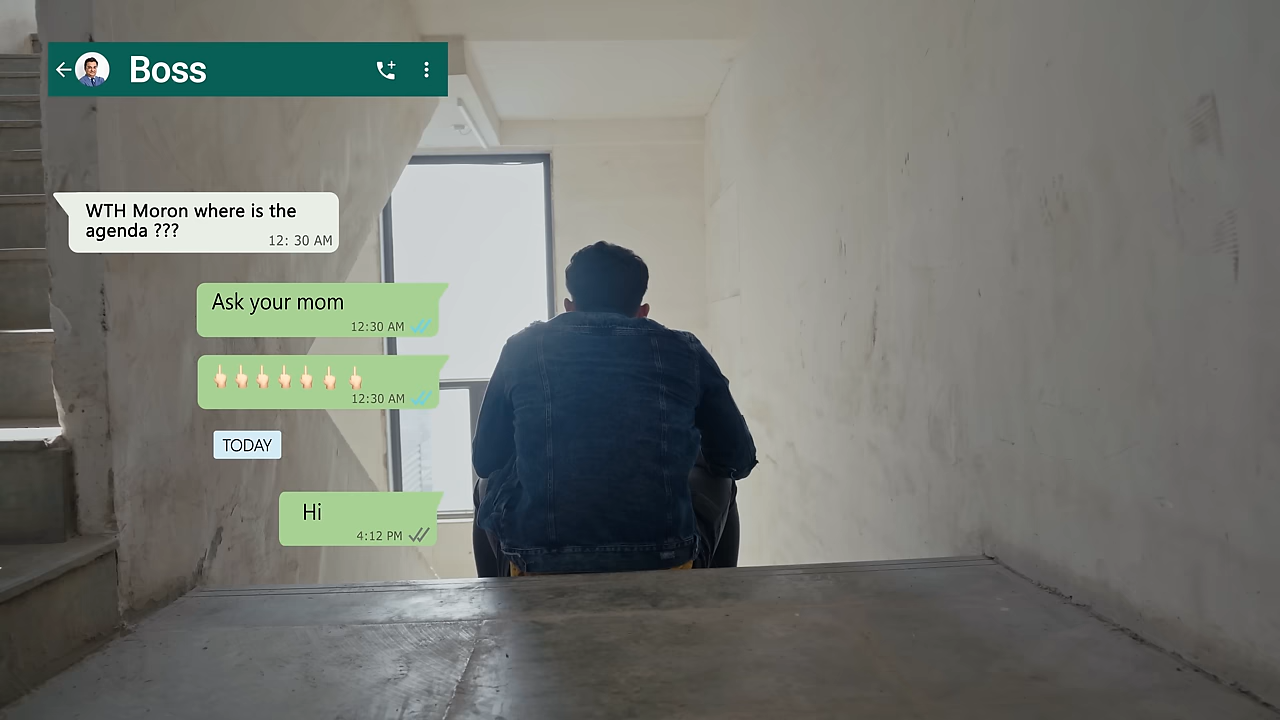 Boss
WTH Moron where is the
agenda ???
12: 30 AM
Ask your mom
12:30 AM
🖕🏻🖕🏻🖕🏻🖕🏻🖕🏻🖕🏻🖕🏻
12:30 AM
TODAY
Hi
4:12 PM